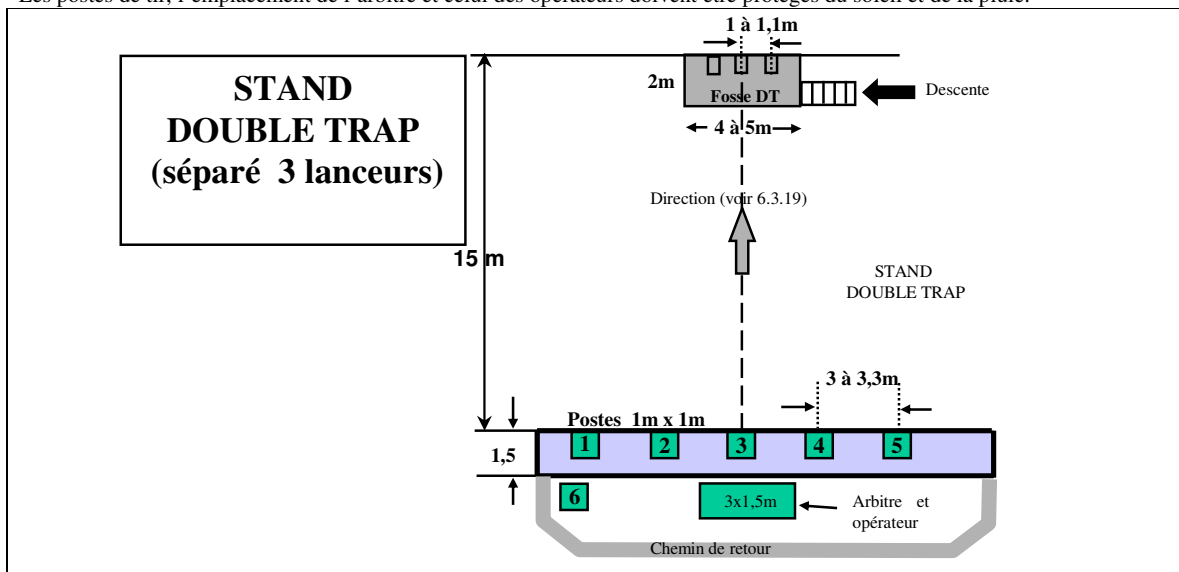 Les postes de tir, l'emplacement de l'arbitre et celui des opérateurs doivent être protégés du soleil et de la pluie.
1 à 1,1m
STAND
DOUBLE TRAP
(séparé 3 lanceurs)
2m
Fosse DT
Descente
4 à 5m
Direction (voir 6.3.19)
15 m
STAND
DOUBLE TRAP
3 à 3,3m
Postes 1m x 1m
1 2 3 4 5
1,5
6
3x1,5m
Arbitre et
opérateur
Chemin de retour